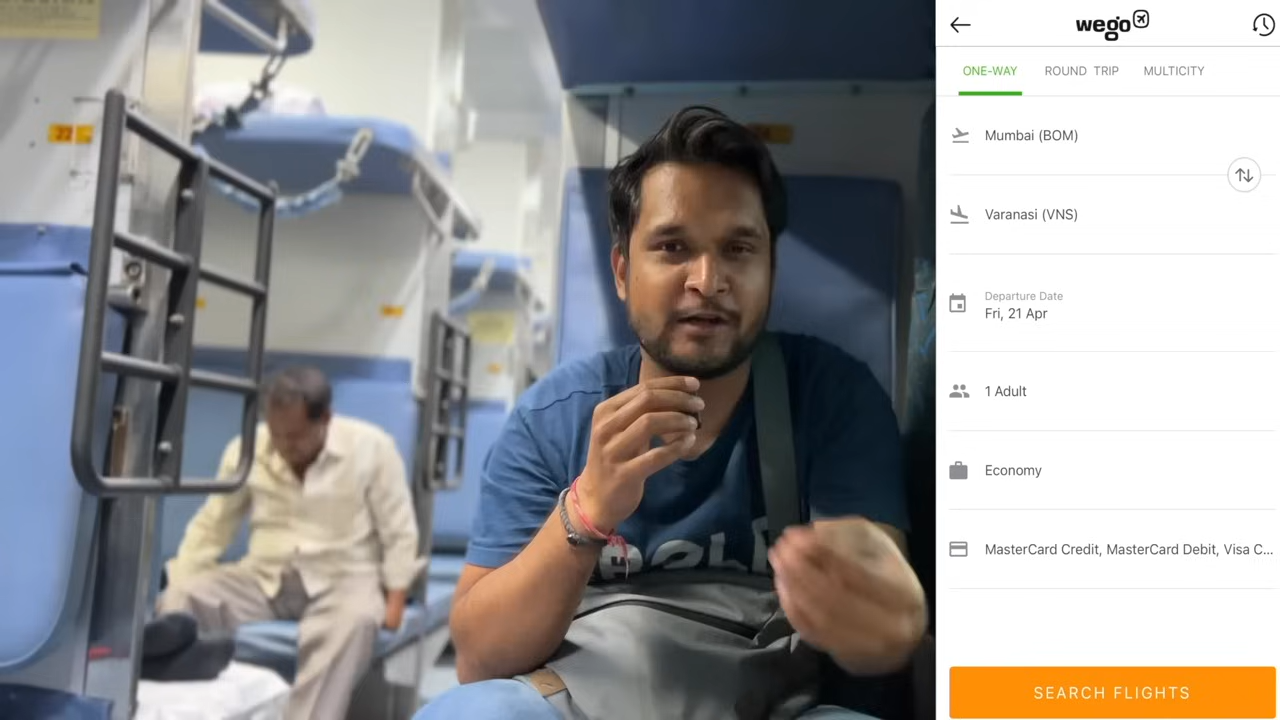 22
wego
ONE-WAY ROUND TRIP MULTICITY
Mumbai (BOM)
Varanasi (VNS)
Departure Date
Fri, 21 Apr
1 Adult
Economy
MasterCard Credit, MasterCard Debit, Visa C...
SEARCH FLIGHTS